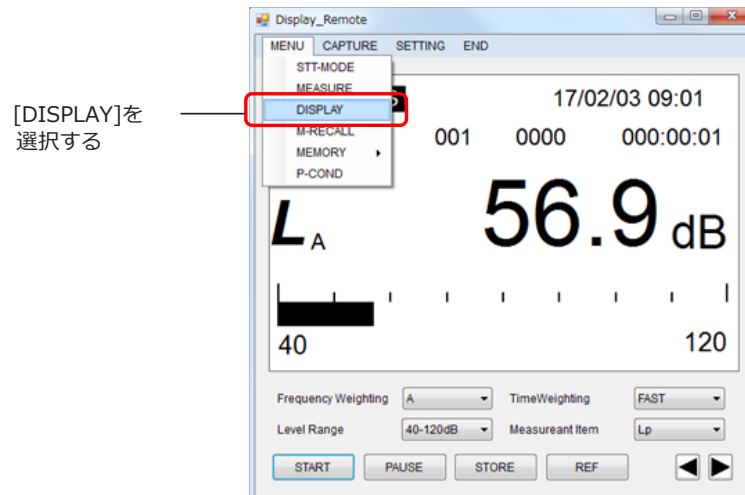 Display_Remote
MENU CAPTURE SETTING END
STT-MODE
MEASURE
DISPLAY
M-RECALL
MEMORY
P-COND
[DISPLAY]を
選択する
17/02/03 09:01
001 0000 000:00:01
LA 56.9 dB
40 120
Frequency Weighting A TimeWeighting FAST
Level Range 40-120dB Measureant Item Lp
START PAUSE STORE REF